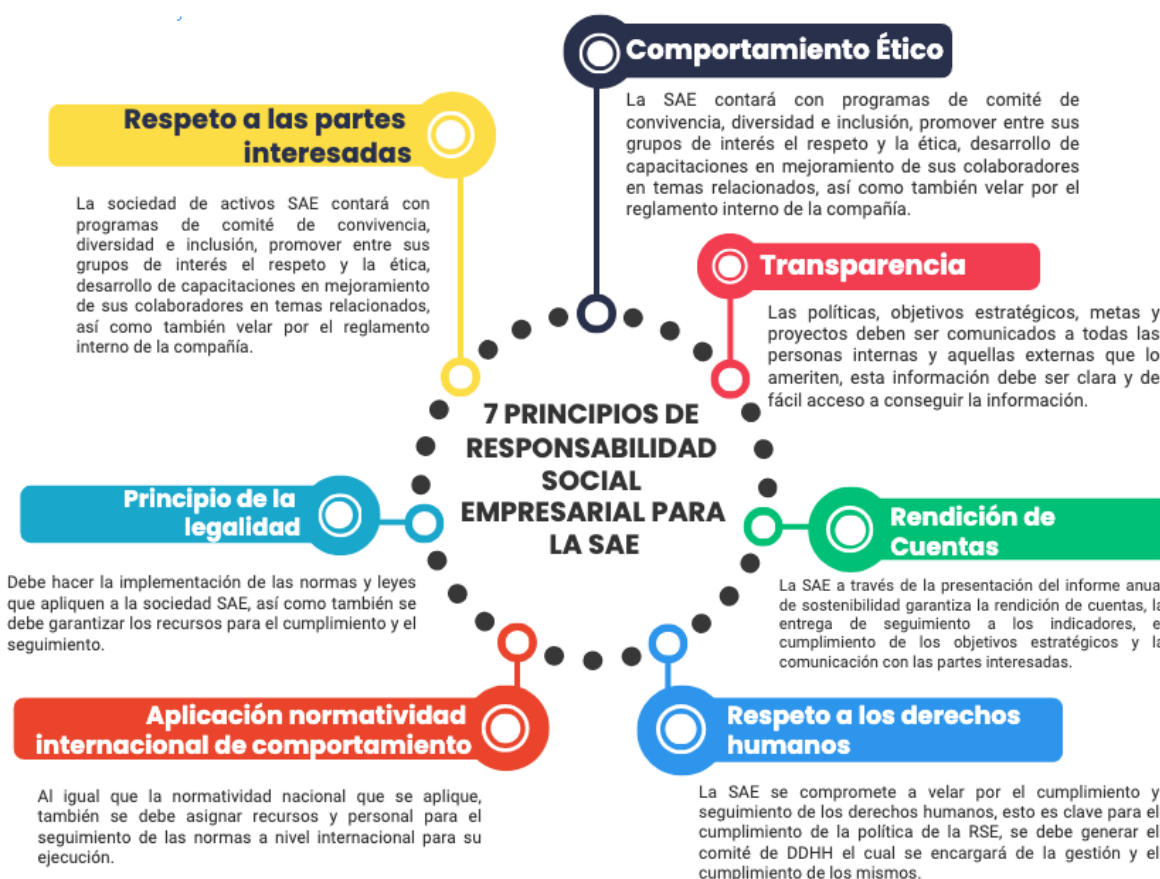 Comportamiento Ético
La SAE contará con programas de comité de
convivencia, diversidad e inclusión, promover entre sus
grupos de interés el respeto y la ética, desarrollo de
capacitaciones en mejoramiento de sus colaboradores
en temas relacionados, así como también velar por el
reglamento interno de la compañía.
Respeto a las partes
interesadas
La sociedad de activos SAE contará con
programas de comité de convivencia,
diversidad e inclusión, promover entre sus
grupos de interés el respeto y la ética,
desarrollo de capacitaciones en mejoramiento
de sus colaboradores en temas relacionados,
así como también velar por el reglamento
interno de la compañía.
Transparencia
Las políticas, objetivos estratégicos, metas y
proyectos deben ser comunicados a todas las
personas internas y aquellas externas que lo
ameriten, esta información debe ser clara y de
fácil acceso a conseguir la información.
7 PRINCIPIOS DE
RESPONSABILIDAD
SOCIAL
EMPRESARIAL PARA
LA SAE
Principio de la
legalidad
Debe hacer la implementación de las normas y leyes
que apliquen a la sociedad SAE, así como también se
debe garantizar los recursos para el cumplimiento y el
seguimiento.
Rendición de
Cuentas
La SAE a través de la presentación del informe anua
de sostenibilidad garantiza la rendición de cuentas, la
entrega de seguimiento a los indicadores, e
cumplimiento de los objetivos estratégicos y la
comunicación con las partes interesadas.
Aplicación normatividad
internacional de comportamiento
Al igual que la normatividad nacional que se aplique,
también se debe asignar recursos y personal para el
seguimiento de las normas a nivel internacional para su
ejecución.
Respeto a los derechos
humanos
La SAE se compromete a velar por el cumplimiento y
seguimiento de los derechos humanos, esto es clave para el
cumplimiento de la política de la RSE, se debe generar el
comité de DDHH el cual se encargará de la gestión y el
cumplimiento de los mismos.